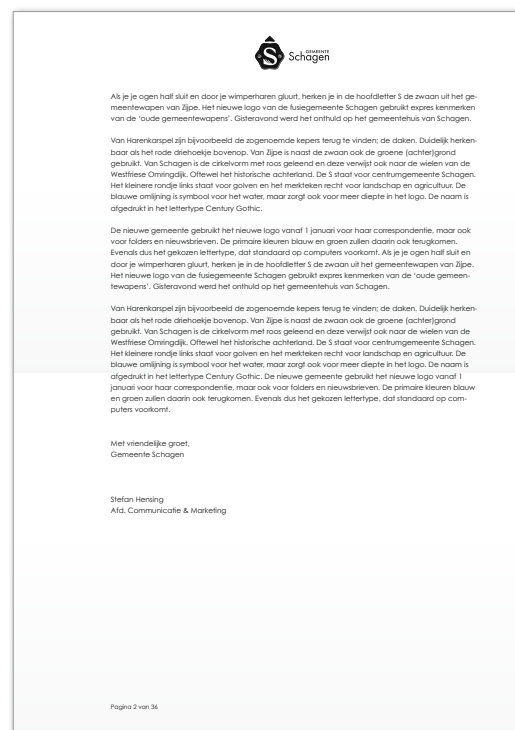 GEMEENTE
Schagen
Als je je ogen half sluit en door je wimperharen gluurt, herken je in de hoofdletter S de zwaan uit het ge-
meentewapen van Zijpe. Het nieuwe logo van de fusiegemeente Schagen gebruikt expres kenmerken
van de ‘oude gemeentewapens’. Gisteravond werd het onthuld op het gemeentehuis van Schagen.
Van Harenkarspel zijn bijvoorbeeld de zogenoemde kepers terug te vinden; de daken. Duidelijk herken-
baar als het rode driehoekje bovenop. Van Zijpe is naast de zwaan ook de groene (achter)grond
gebruikt. Van Schagen is de cirkelvorm met roos geleend en deze verwijst ook naar de wielen van de
Westfriese Omringdijk. Oftewel het historische achterland. De S staat voor centrumgemeente Schagen.
Het kleinere rondje links staat voor golven en het merkteken recht voor landschap en agricultuur. De
blauwe omlijning is symbool voor het water, maar zorgt ook voor meer diepte in het logo. De naam is
afgedrukt in het lettertype Century Gothic.
De nieuwe gemeente gebruikt het nieuwe logo vanaf 1 januari voor haar correspondentie, maar ook
voor folders en nieuwsbrieven. De primaire kleuren blauw en groen zullen daarin ook terugkomen.
Evenals dus het gekozen lettertype, dat standaard op computers voorkomt. Als je je ogen half sluit en
door je wimperharen gluurt, herken je in de hoofdletter S de zwaan uit het gemeentewapen van Zijpe.
Het nieuwe logo van de fusiegemeente Schagen gebruikt expres kenmerken van de ‘oude gemeen-
tewapens’. Gisteravond werd het onthuld op het gemeentehuis van Schagen.
Van Harenkarspel zijn bijvoorbeeld de zogenoemde kepers terug te vinden; de daken. Duidelijk herken-
baar als het rode driehoekje bovenop. Van Zijpe is naast de zwaan ook de groene (achter)grond
gebruikt. Van Schagen is de cirkelvorm met roos geleend en deze verwijst ook naar de wielen van de
Westfriese Omringdijk. Oftewel het historische achterland. De S staat voor centrumgemeente Schagen.
Het kleinere rondje links staat voor golven en het merkteken recht voor landschap en agricultuur. De
blauwe omlijning is symbool voor het water, maar zorgt ook voor meer diepte in het logo. De naam is
afgedrukt in het lettertype Century Gothic. De nieuwe gemeente gebruikt het nieuwe logo vanaf 1
januari voor haar correspondentie, maar ook voor folders en nieuwsbrieven. De primaire kleuren blauw
en groen zullen daarin ook terugkomen. Evenals dus het gekozen lettertype, dat standaard op com-
puters voorkomt.
Met vriendelijke groet,
Gemeente Schagen
Stefan Hensing
Afd. Communicatie & Marketing
Pagina 2 van 36